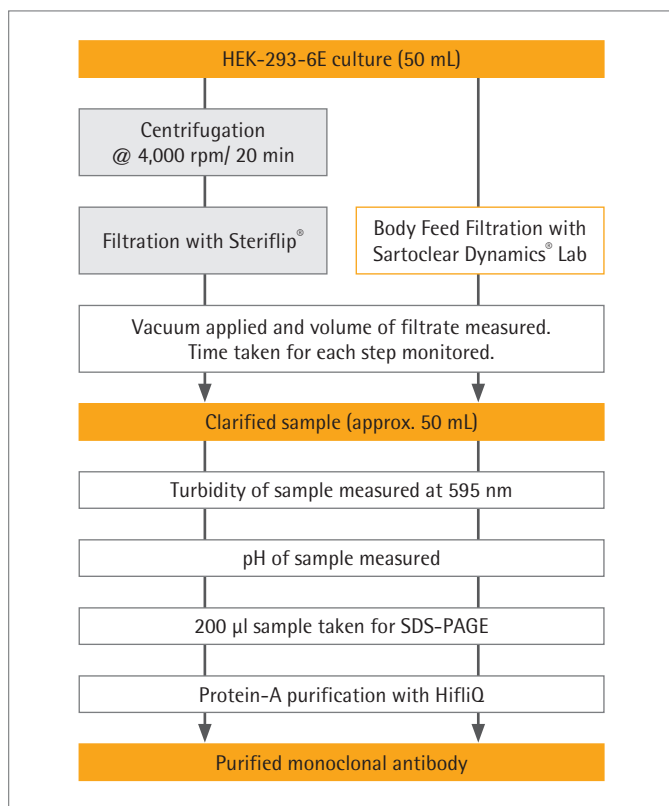 HEK-293-6E culture (50 mL)
Centrifugation
@ 4,000 rpm/ 20 min
Filtration with Steriflip®
Body Feed Filtration with
Sartoclear Dynamics® Lab
Vacuum applied and volume of filtrate measured.
Time taken for each step monitored.
Clarified sample (approx. 50 mL)
Turbidity of sample measured at 595 nm
pH of sample measured
200 µl sample taken for SDS-PAGE
Protein-A purification with HifliQ
Purified monoclonal antibody